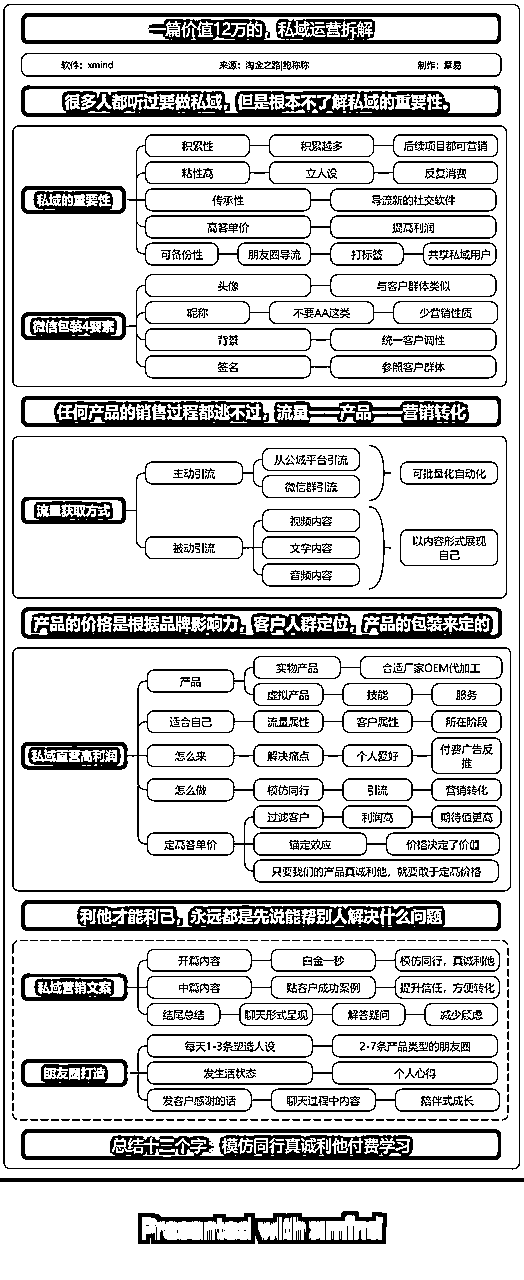 一篇价值12万的，私域运营拆解
软件：xmind 来源：淘金之路|鲍称称 制作：蔂易
很多人都听过要做私域，但是根本不了解私域的重要性。
私域的重要性
积累性 积累越多 后续项目都可营销
粘性高 立人设 反复消费
传承性 导流新的社交软件
高客单价 提高利润
可备份性 朋友圈导流 打标签 共享私域用户
微信包装4要素
头像 与客户群体类似
昵称 不要AA这类 少营销性质
背景 统一客户调性
签名 参照客户群体
任何产品的销售过程都逃不过，流量——产品——营销转化
流量获取方式
主动引流
从公域平台引流
微信群引流
可批量化自动化
被动引流
视频内容
文字内容
音频内容
以内容形式展现
自己
产品的价格是根据品牌影响力，客户人群定位，产品的包装来定的
私域直营高利润
产品
实物产品 合适厂家OEM代加工
虚拟产品 技能 服务
适合自己 流量属性 客户属性 所在阶段
怎么来 解决痛点 个人爱好 付费广告反
推
怎么做 模仿同行 引流 营销转化
定高客单价
过滤客户 利润高 期待值更高
锚定效应 价格决定了价值
只要我们的产品真诚利他，就要敢于定高价格
利他才能利己，永远都是先说能帮别人解决什么问题
私域营销文案
开篇内容 白金一秒 模仿同行，真诚利他
中篇内容 贴客户成功案例 提升信任，方便转化
结尾总结 聊天形式呈现 解答疑问 减少顾虑
朋友圈打造
每天1-3条塑造人设 2-7条产品类型的朋友圈
发生活状态 个人心得
发客户感谢的话 聊天过程中内容 陪伴式成长
总结十二个字：模仿同行真诚利他付费学习
Presented with xmind